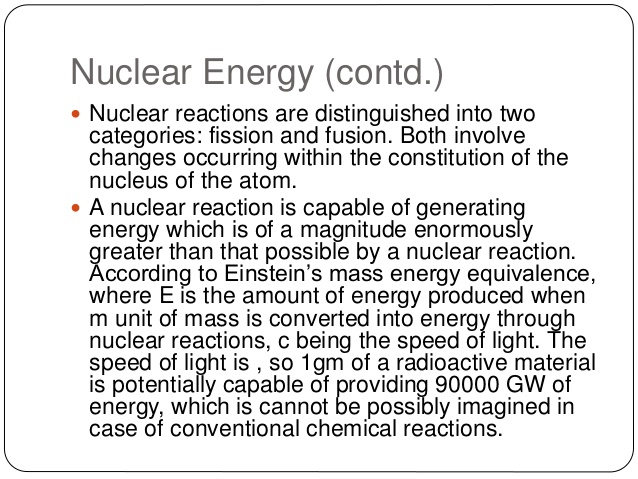 Nuclear Energy (contd.)
• Nuclear reactions are distinguished into two
categories: fission and fusion. Both involve
changes occurring within the constitution of the
nucleus of the atom.
• A nuclear reaction is capable of generating
energy which is of a magnitude enormously
greater than that possible by a nuclear reaction.
According to Einstein’s mass energy equivalence,
where E is the amount of energy produced when
m unit of mass is converted into energy through
nuclear reactions, c being the speed of light. The
speed of light is , so 1gm of a radioactive material
is potentially capable of providing 90000 GW of
energy, which is cannot be possibly imagined in
case of conventional chemical reactions.